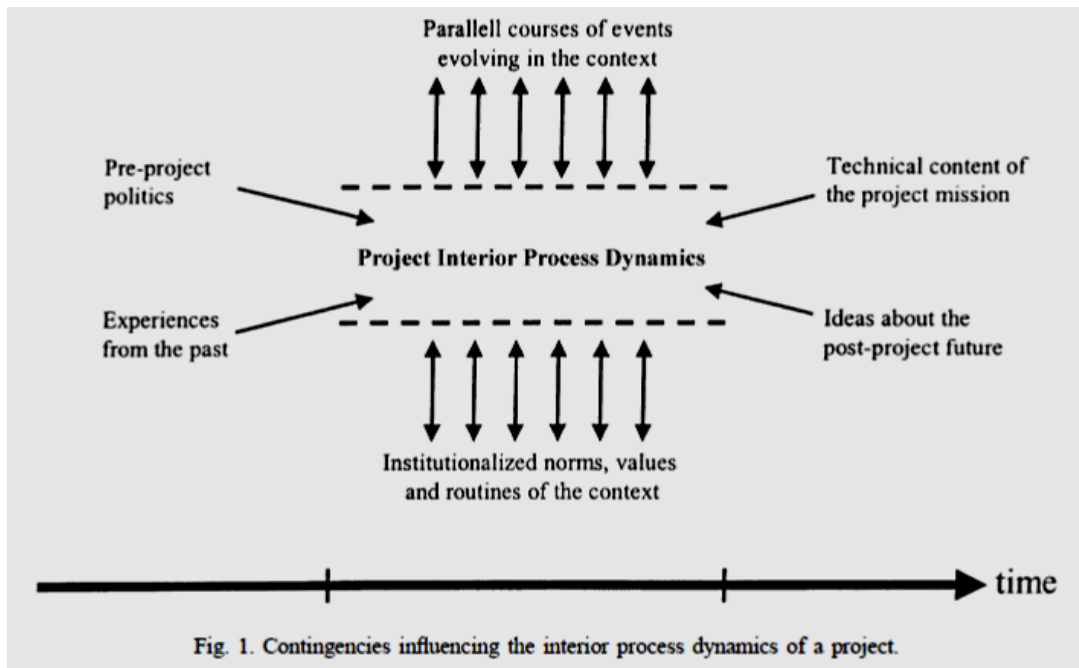 Parallell courses of events
evolving in the context
Pre-project
politics
Technical content of
the project mission
Project Interior Process Dynamics
Experiences
from the past
Ideas about the
post-project future
Institutionalized norms, values
and routines of the context
time
Fig. 1. Contingencies influencing the interior process dynamics of a project.